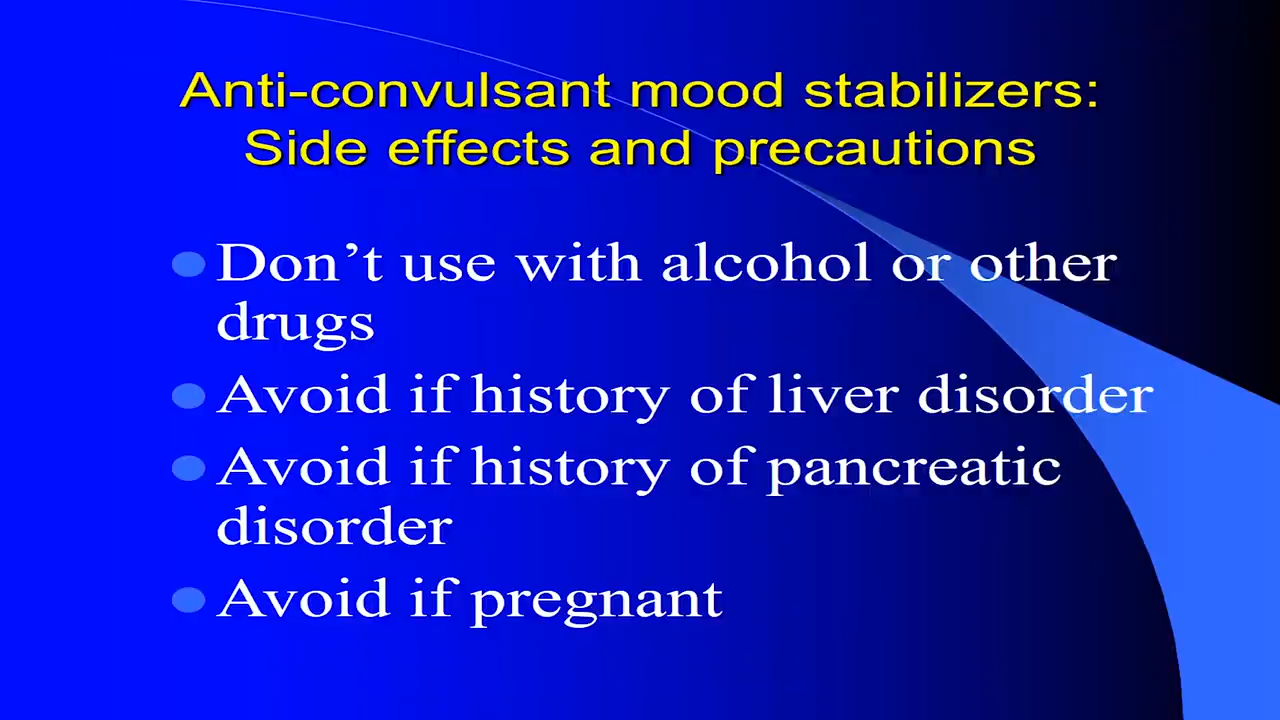 Anti-convulsant mood stabilizers:
Side effects and precautions
Don’t use with alcohol or other
drugs
Avoid if history of liver disorder
Avoid if history of pancreatic
disorder
Avoid if pregnant